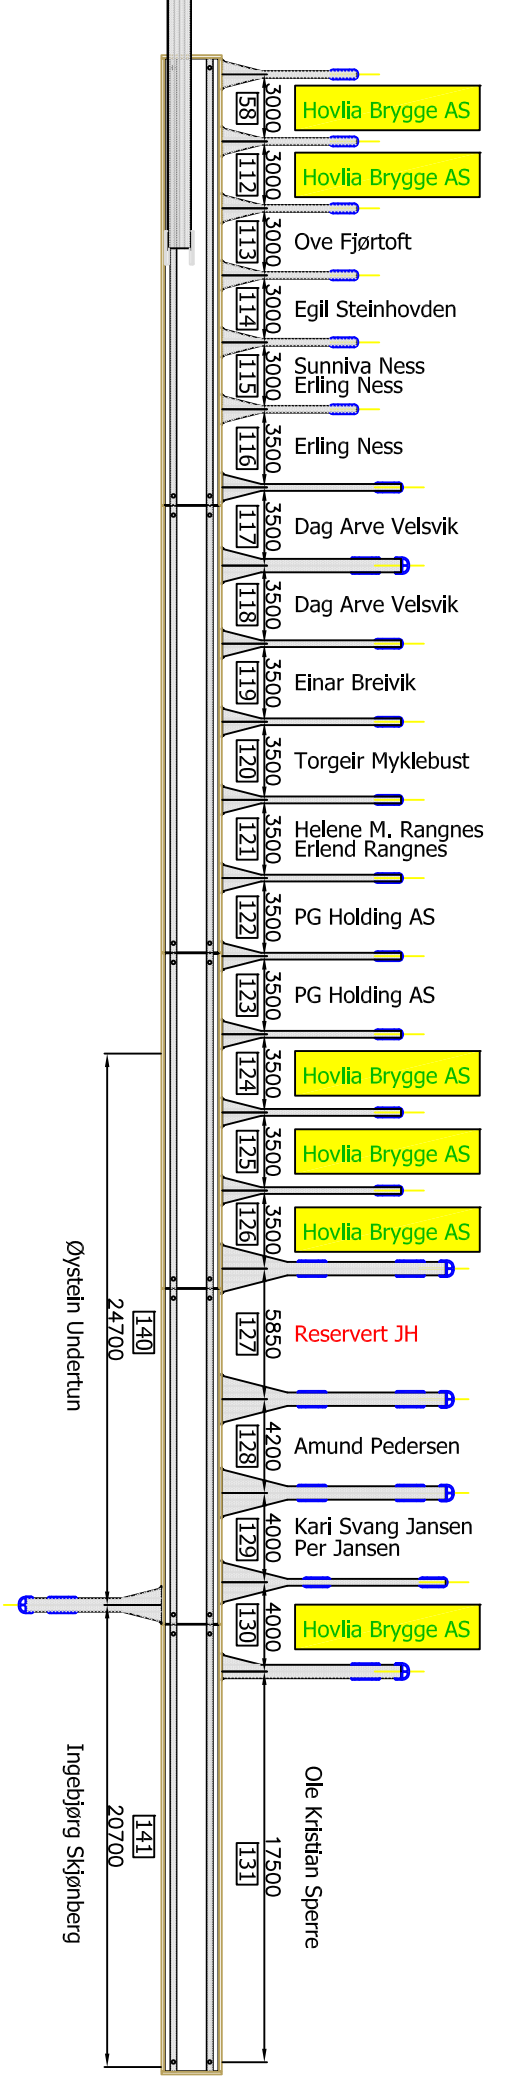 3000
58
Hovlia Brygge AS
3000
112
Hovlia Brygge AS
3000
113
Ove Fjørtoft
3000
114
Egil Steinhovden
3000
115
Sunniva Ness
Erling Ness
3500
116
Erling Ness
3500
117
Dag Arve Velsvik
3500
118
Dag Arve Velsvik
3500
119
Einar Breivik
3500
120
Torgeir Myklebust
3500
121
Helene M. Rangnes
Erlend Rangnes
3500
122
PG Holding AS
3500
123
PG Holding AS
3500
124
Hovlia Brygge AS
3500
125
Hovlia Brygge AS
3500
126
Hovlia Brygge AS
5850
127
Reservert JH
4200
128
Amund Pedersen
4000
129
Kari Svang Jansen
Per Jansen
4000
130
Hovlia Brygge AS
Ole Kristian Sperre
17500
131
140
24700
Øystein Undertun
141
20700
Ingebjørg Skjønberg